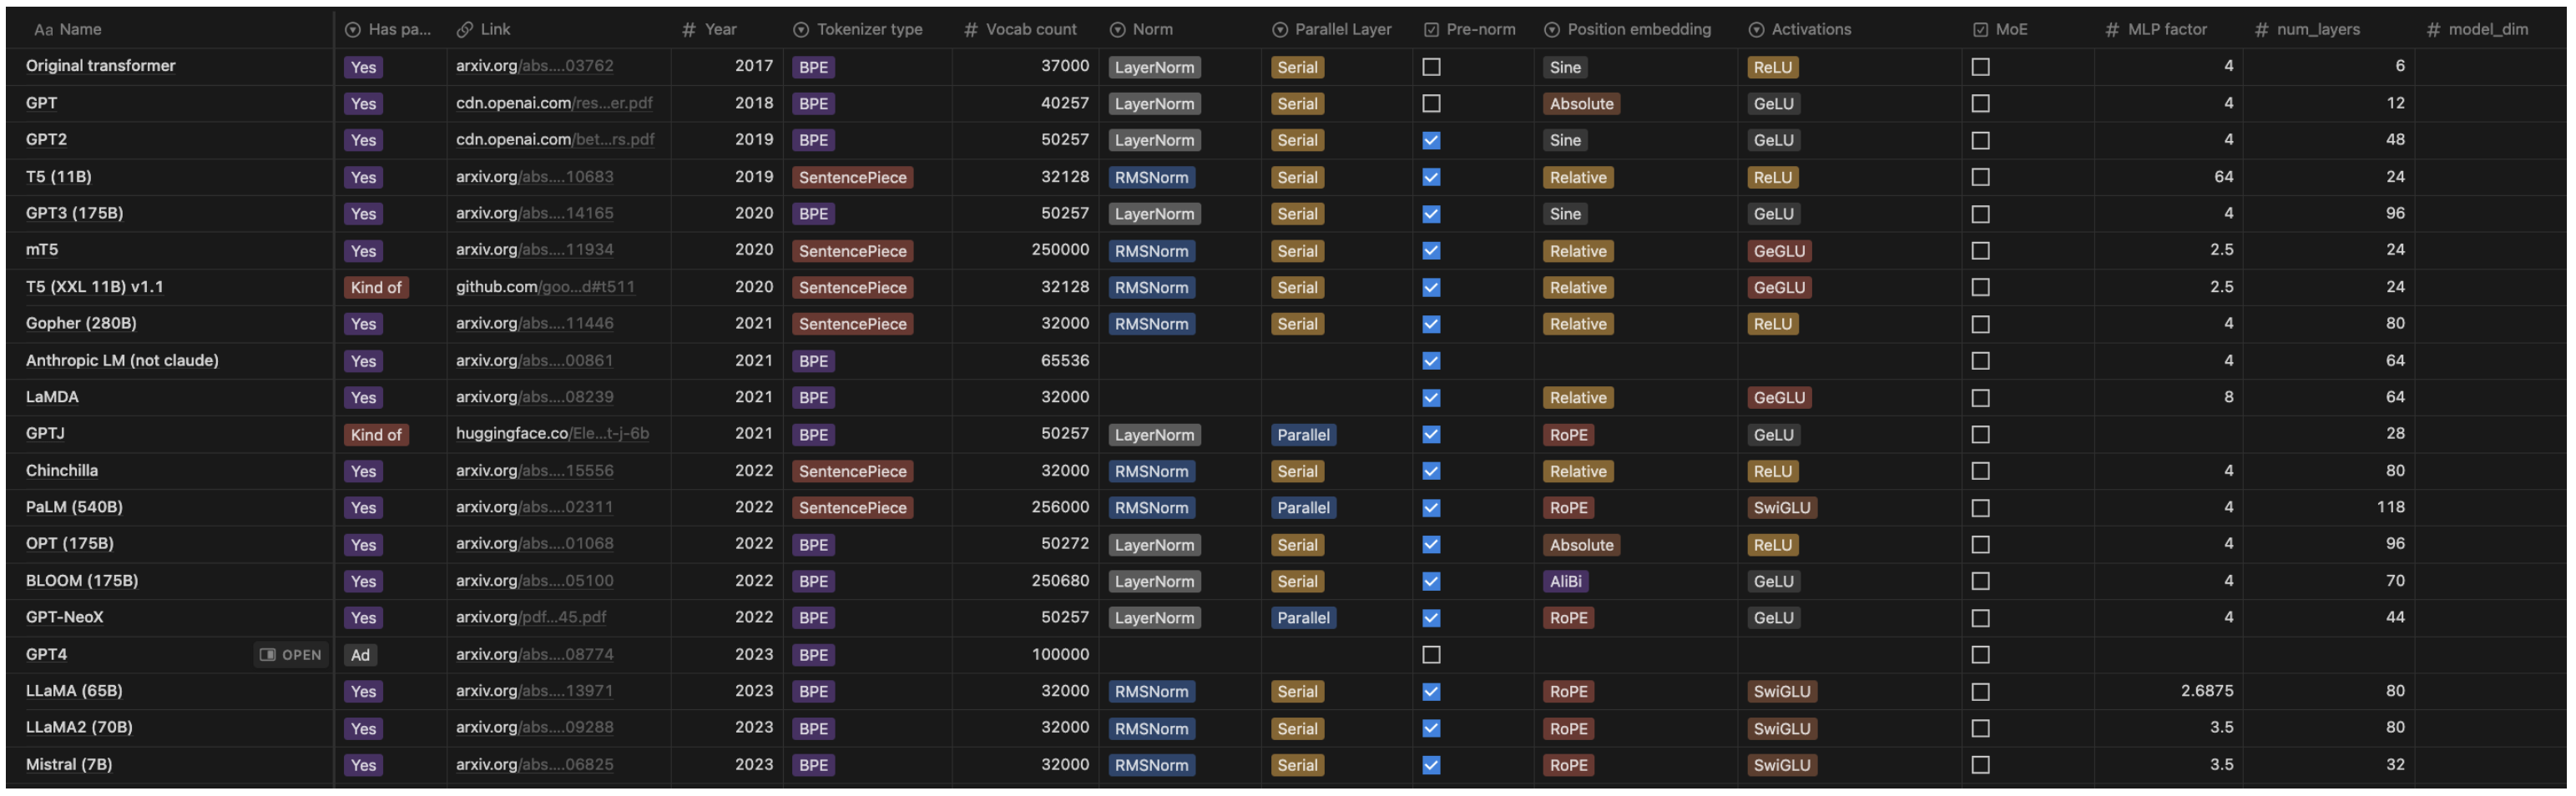 Aa Name Has pa... Link # Year Tokenizer type # Vocab count Norm Parallel Layer Pre-norm Position embedding Activations MoE # MLP factor # num_layers # model_dim
Original transformer Yes arxiv.org/abs....03762 2017 BPE 37000 LayerNorm Serial Sine ReLU 4 6
GPT Yes cdn.openai.com/res...er.pdf 2018 BPE 40257 LayerNorm Serial Absolute GeLU 4 12
GPT2 Yes cdn.openai.com/bet...rs.pdf 2019 BPE 50257 LayerNorm Serial Sine GeLU 4 48
T5 (11B) Yes arxiv.org/abs....10683 2019 SentencePiece 32128 RMSNorm Serial Relative ReLU 64 24
GPT3 (175B) Yes arxiv.org/abs....14165 2020 BPE 50257 LayerNorm Serial Sine GeLU 4 96
mT5 Yes arxiv.org/abs....11934 2020 SentencePiece 250000 RMSNorm Serial Relative GeGLU 2.5 24
T5 (XXL 11B) v1.1 Kind of github.com/goo...d#t511 2020 SentencePiece 32128 RMSNorm Serial Relative GeGLU 2.5 24
Gopher (280B) Yes arxiv.org/abs....11446 2021 SentencePiece 32000 RMSNorm Serial Relative ReLU 4 80
Anthropic LM (not claude) Yes arxiv.org/abs....00861 2021 BPE 65536 4 64
LaMDA Yes arxiv.org/abs....08239 2021 BPE 32000 Relative GeGLU 8 64
GPTJ Kind of huggingface.co/Ele...t-j-6b 2021 BPE 50257 LayerNorm Parallel RoPE GeLU 28
Chinchilla Yes arxiv.org/abs....15556 2022 SentencePiece 32000 RMSNorm Serial Relative ReLU 4 80
PaLM (540B) Yes arxiv.org/abs....02311 2022 SentencePiece 256000 RMSNorm Parallel RoPE SwiGLU 4 118
OPT (175B) Yes arxiv.org/abs....01068 2022 BPE 50272 LayerNorm Serial Absolute ReLU 4 96
BLOOM (175B) Yes arxiv.org/abs....05100 2022 BPE 250680 LayerNorm Serial AliBi GeLU 4 70
GPT-NeoX Yes arxiv.org/pdf...45.pdf 2022 BPE 50257 LayerNorm Parallel RoPE GeLU 4 44
GPT4 OPEN Ad arxiv.org/abs....08774 2023 BPE 100000
LLaMA (65B) Yes arxiv.org/abs....13971 2023 BPE 32000 RMSNorm Serial RoPE SwiGLU 2.6875 80
LLaMA2 (70B) Yes arxiv.org/abs....09288 2023 BPE 32000 RMSNorm Serial RoPE SwiGLU 3.5 80
Mistral (7B) Yes arxiv.org/abs....06825 2023 BPE 32000 RMSNorm Serial RoPE SwiGLU 3.5 32